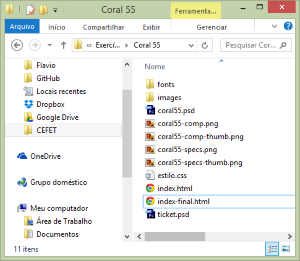 Coral 55
Ferramenta...
Arquivo
Início
Compartilhar
Exibir
Gerenciar
« Exercí... ▸ Coral 55
Pesquisar Cor...
Flavio
GitHub
Locais recentes
Dropbox
Google Drive
CEFET
OneDrive
Grupo doméstico
Meu computador
Área de Trabalho
Documentos
Nome
fonts
images
coral55.psd
coral55-comp.png
coral55-comp-thumb.png
coral55-specs.png
coral55-specs-thumb.png
estilo.css
index.html
index-final.html
ticket.psd
11 itens